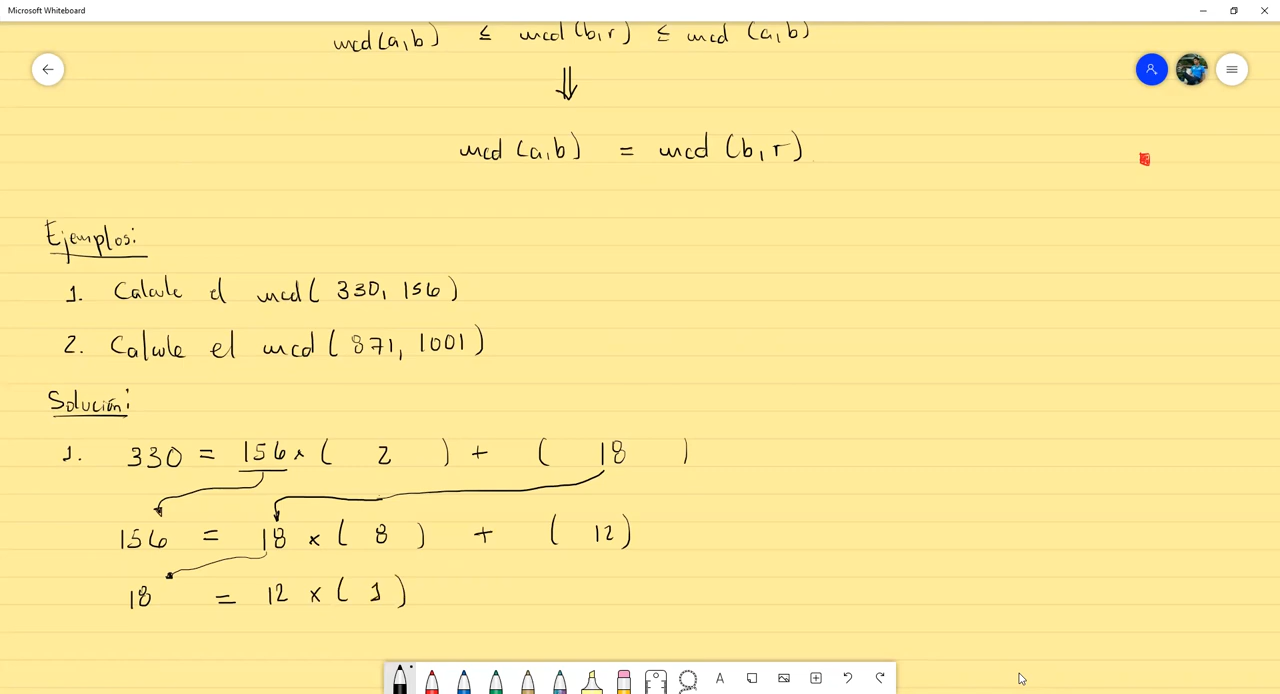 Microsoft Whiteboard
mcd(a,b) ≤ mcd(b,r) ≤ mcd (a,b)
⇓
mcd (a,b) = mcd (b,r).
Ejemplos:
1. Calcule el mcd( 330, 156)
2. Calcule el mcd ( 871, 1001)
Solución:
1. 330 = 156 × ( 2 ) + ( 18 )
156 = 18 × ( 8 ) + ( 12 )
18 = 12 × ( 1 )
A